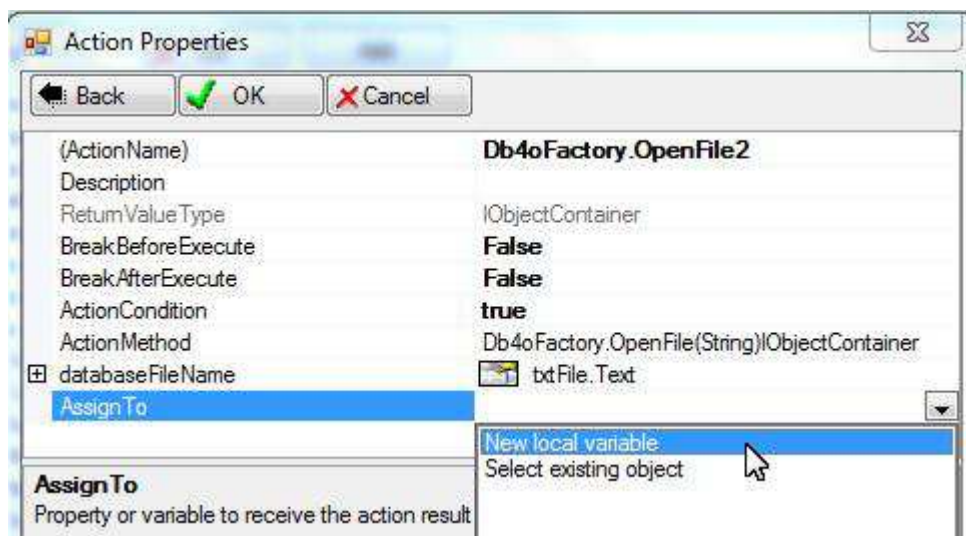 Action Properties
Back OK Cancel
(ActionName) Db4oFactory.OpenFile2
Description
ReturnValueType IObjectContainer
BreakBeforeExecute False
BreakAfterExecute False
ActionCondition true
ActionMethod Db4oFactory.OpenFile(String)IObjectContainer
databaseFileName txtFile.Text
AssignTo
New local variable
Select existing object
AssignTo
Property or variable to receive the action result